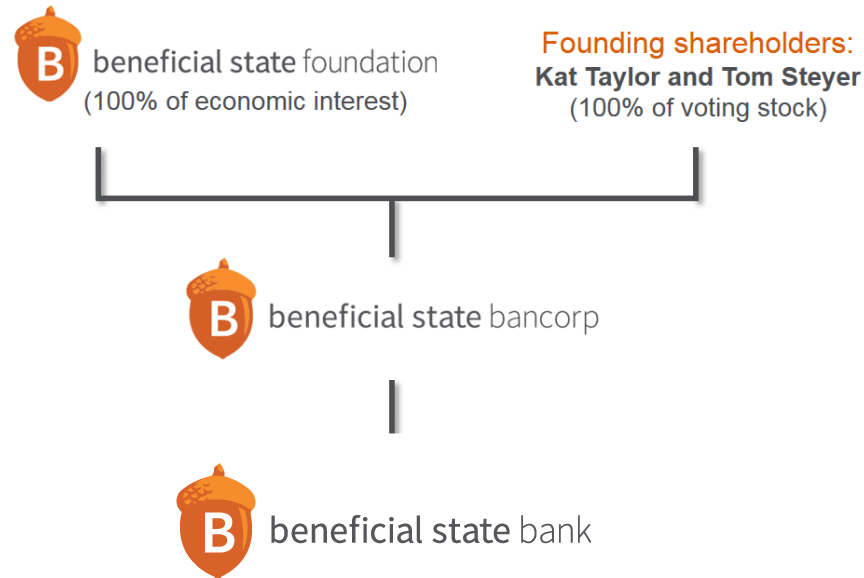 B beneficial state foundation
(100% of economic interest)
Founding shareholders:
Kat Taylor and Tom Steyer
(100% of voting stock)
B beneficial state bancorp
B beneficial state bank